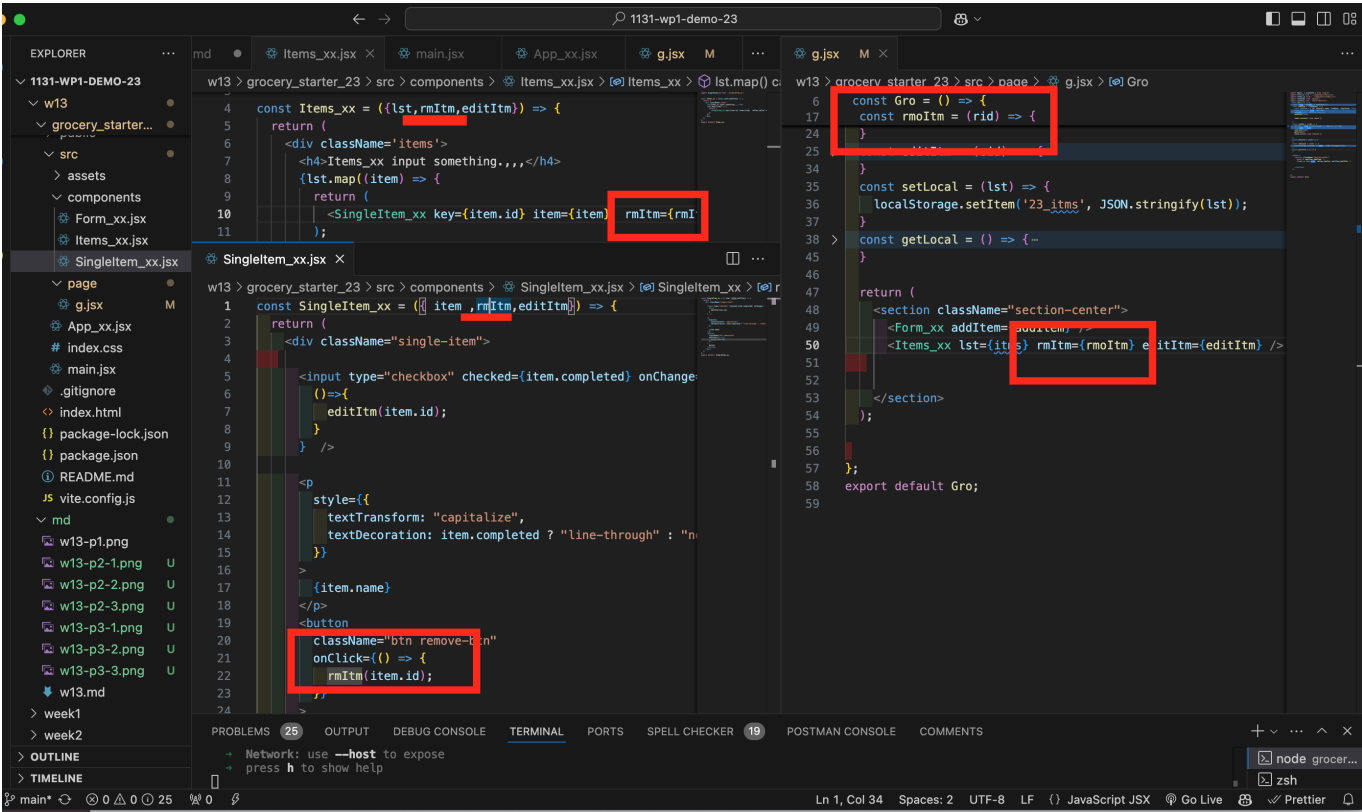 1131-wp1-demo-23
EXPLORER
1131-WP1-DEMO-23
w13
grocery_starter...
src
assets
components
Form_xx.jsx
Items_xx.jsx
SingleItem_xx.jsx
page
g.jsx M
App_xx.jsx
# index.css
main.jsx
.gitignore
<> index.html
{} package-lock.json
{} package.json
README.md
JS vite.config.js
md
w13-p1.png
w13-p2-1.png U
w13-p2-2.png U
w13-p2-3.png U
w13-p3-1.png U
w13-p3-2.png U
w13-p3-3.png U
w13.md
week1
week2
OUTLINE
TIMELINE
md Items_xx.jsx main.jsx App_xx.jsx g.jsx M
w13 > grocery_starter_23 > src > components > Items_xx.jsx > Items_xx > lst.map() ca
4 const Items_xx = ({lst,rmItm,editItm}) => {
5 return (
6 <div className='items'>
7 <h4>Items_xx input something.,,,</h4>
8 {lst.map((item) => {
9 return (
10 <SingleItem_xx key={item.id} item={item} rmItm={rmI
11 );
SingleItem_xx.jsx
w13 > grocery_starter_23 > src > components > SingleItem_xx.jsx > SingleItem_xx > r
1 const SingleItem_xx = ({ item ,rmItm,editItm}) => {
2 return (
3 <div className="single-item">
4
5 <input type="checkbox" checked={item.completed} onChange=
6 ()=>{
7 editItm(item.id);
8 }
9 } />
10
11 <p
12 style={{
13 textTransform: "capitalize",
14 textDecoration: item.completed ? "line-through" : "n
15 }}
16 >
17 {item.name}
18 </p>
19 <button
20 className="btn remove-btn"
21 onClick={() => {
22 rmItm(item.id);
23 }}
24 >
g.jsx M
w13 > grocery_starter_23 > src > page > g.jsx > Gro
6 const Gro = () => {
17 const rmoItm = (rid) => {
24 }
25
34 }
35 const setLocal = (lst) => {
36 localStorage.setItem('23_itms', JSON.stringify(lst));
37 }
38 const getLocal = () => {
45 }
46
47 return (
48 <section className="section-center">
49 <Form_xx addItem={addItem} />
50 <Items_xx lst={itms} rmItm={rmoItm} editItm={editItm} />
51
52
53 </section>
54 );
55
56
57 };
58 export default Gro;
59
PROBLEMS 25 OUTPUT DEBUG CONSOLE TERMINAL PORTS SPELL CHECKER 19 POSTMAN CONSOLE COMMENTS
→ Network: use --host to expose
→ press h to show help
node grocer...
zsh
main* 0 0 25 0 Ln 1, Col 34 Spaces: 2 UTF-8 LF {} JavaScript JSX Go Live Prettier